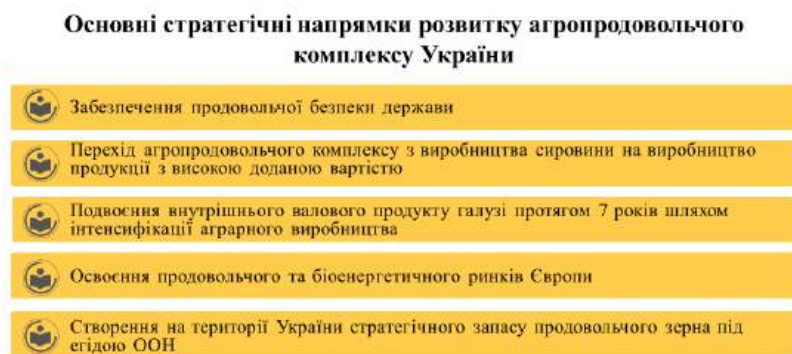 Основні стратегічні напрямки розвитку агропродовольчого
комплексу України
Забезпечення продовольчої безпеки держави
Перехід агропродовольчого комплексу з виробництва сировини на виробництво
продукції з високою доданою вартістю
Подвоєння внутрішнього валового продукту галузі протягом 7 років шляхом
інтенсифікації аграрного виробництва
Освоєння продовольчого та біоенергетичного ринків Європи
Створення на території України стратегічного запасу продовольчого зерна під
егідою ООН